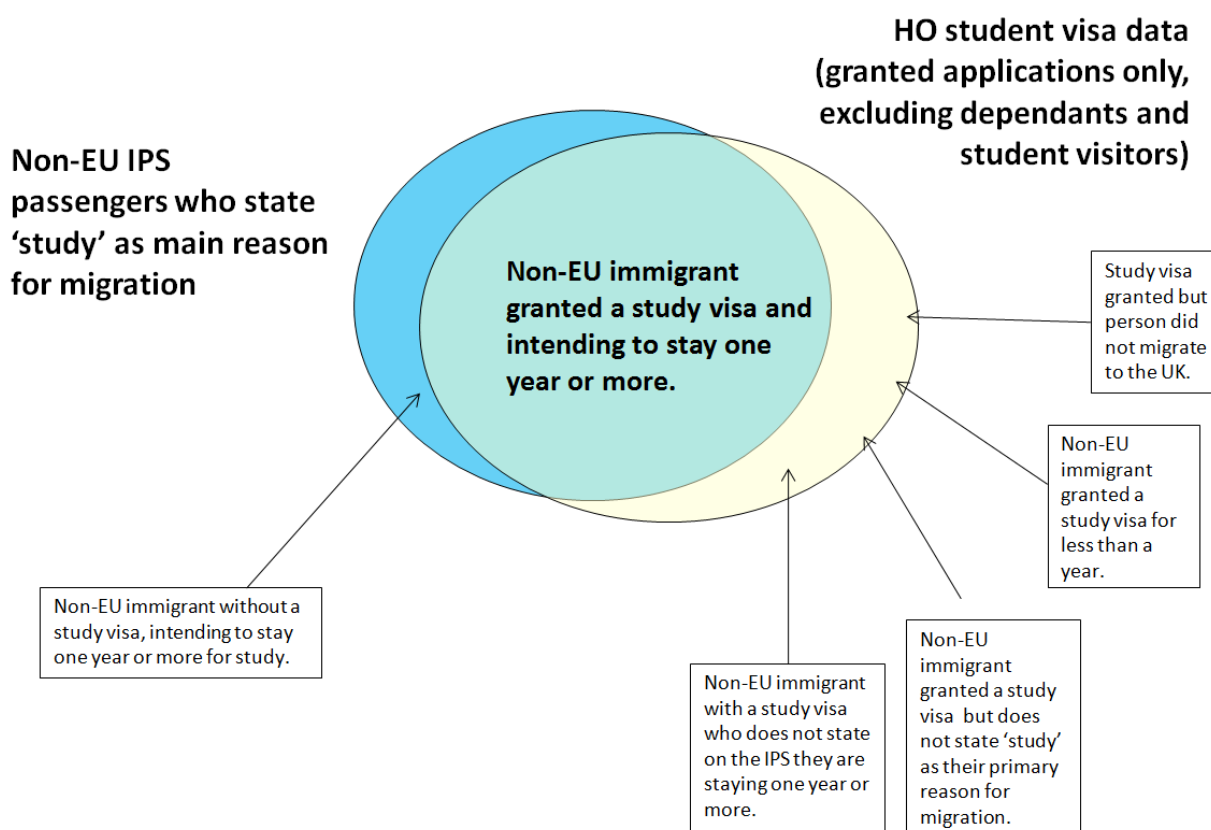 HO student visa data
(granted applications only,
excluding dependants and
student visitors)
Non-EU IPS
passengers who state
‘study’ as main reason
for migration
Non-EU immigrant
granted a study visa and
intending to stay one
year or more.
Study visa
granted but
person did
not migrate
to the UK.
Non-EU
immigrant
granted a
study visa for
less than a
year.
Non-EU immigrant without a
study visa, intending to stay
one year or more for study.
Non-EU immigrant
with a study visa
who does not state
on the IPS they are
staying one year or
more.
Non-EU
immigrant
granted a study
visa but does
not state ‘study’
as their primary
reason for
migration.